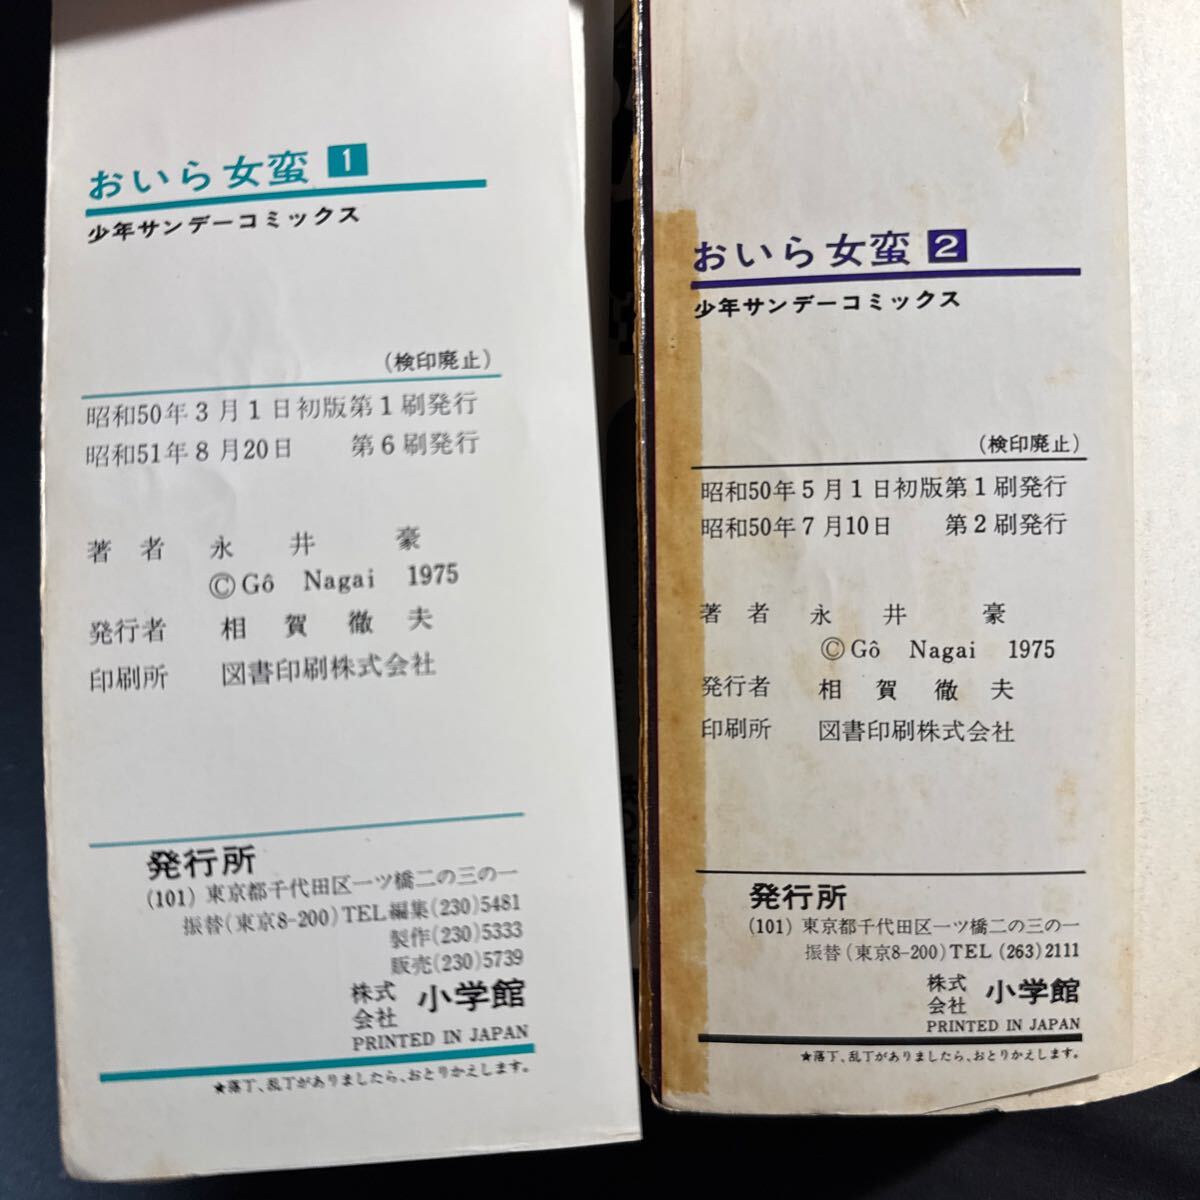 おいら女蛮 1
少年サンデーコミックス
(検印廃止)
昭和50年3月1日初版第1刷発行
昭和51年8月20日 第6刷発行
著者 永井豪
©Gô Nagai 1975
発行者 相賀徹夫
印刷所 図書印刷株式会社
発行所
(101) 東京都千代田区一ツ橋二の三の一
振替(東京8-200)TEL編集(230)5481
製作(230)5333
販売(230)5739
株式会社 小学館
PRINTED IN JAPAN
★落丁、乱丁がありましたら、おとりかえします。
おいら女蛮 2
少年サンデーコミックス
(検印廃止)
昭和50年5月1日初版第1刷発行
昭和50年7月10日 第2刷発行
著者 永井豪
©Gô Nagai 1975
発行者 相賀徹夫
印刷所 図書印刷株式会社
発行所
(101) 東京都千代田区一ツ橋二の三の一
振替(東京8-200)TEL (263)2111
株式会社 小学館
PRINTED IN JAPAN
★落丁、乱丁がありましたら、おとりかえします。